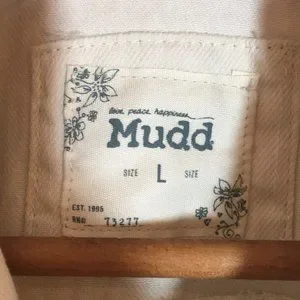 love. peace. happiness.
Mudd
SIZE L SIZE
EST. 1995
RN# 73277